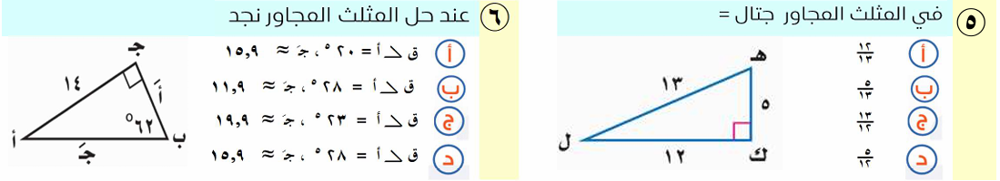 ٥ في المثلث المجاور جتال =
أ ١٢/١٣
ب ٥/١٣
ج ١٣/١٢
د ٥/١٢
هـ
١٣
٥
ل
١٢
ك
٦ عند حل المثلث المجاور نجد
أ ق ∠ أ = ٢٠°، جَـ ≈ ١٥,٩
ب ق ∠ أ = ٢٨°، جَـ ≈ ١١,٩
ج ق ∠ أ = ٢٣°، جَـ ≈ ١٩,٩
د ق ∠ أ = ٢٨°، جَـ ≈ ١٥,٩
جـ
١٤
أَ
٦٢°
أ
ب
جَـ